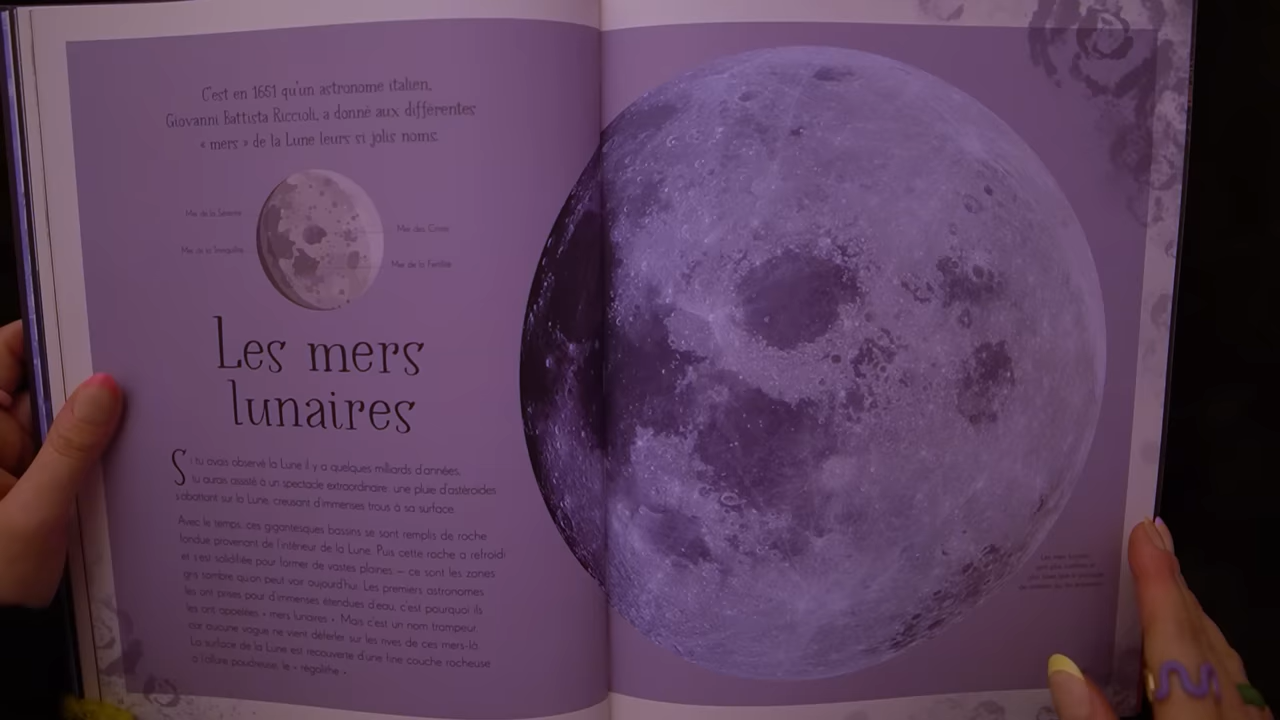 C'est en 1651 qu'un astronome italien,
Giovanni Battista Riccioli, a donné aux différentes
« mers » de la Lune leurs si jolis noms.
Mer de la Sérénité
Mer des Crises
Mer de la Tranquillité
Mer de la Fertilité
Les mers
lunaires
Si tu avais observé la Lune il y a quelques milliards d'années,
tu aurais assisté à un spectacle extraordinaire : une pluie d'astéroïdes
s'abattant sur la Lune, creusant d'immenses trous à sa surface.
Avec le temps, ces gigantesques bassins se sont remplis de roche
fondue provenant de l'intérieur de la Lune. Puis cette roche a refroidi
et s'est solidifiée pour former de vastes plaines – ce sont les zones
gris sombre qu'on peut voir aujourd'hui. Les premiers astronomes
les ont prises pour d'immenses étendues d'eau, c'est pourquoi ils
les ont appelées « mers lunaires ». Mais c'est un nom trompeur,
car aucune vague ne vient déferler sur les rives de ces mers-là.
La surface de la Lune est recouverte d'une fine couche rocheuse
à l'allure poudreuse, le « régolithe ».
Les mers lunaires